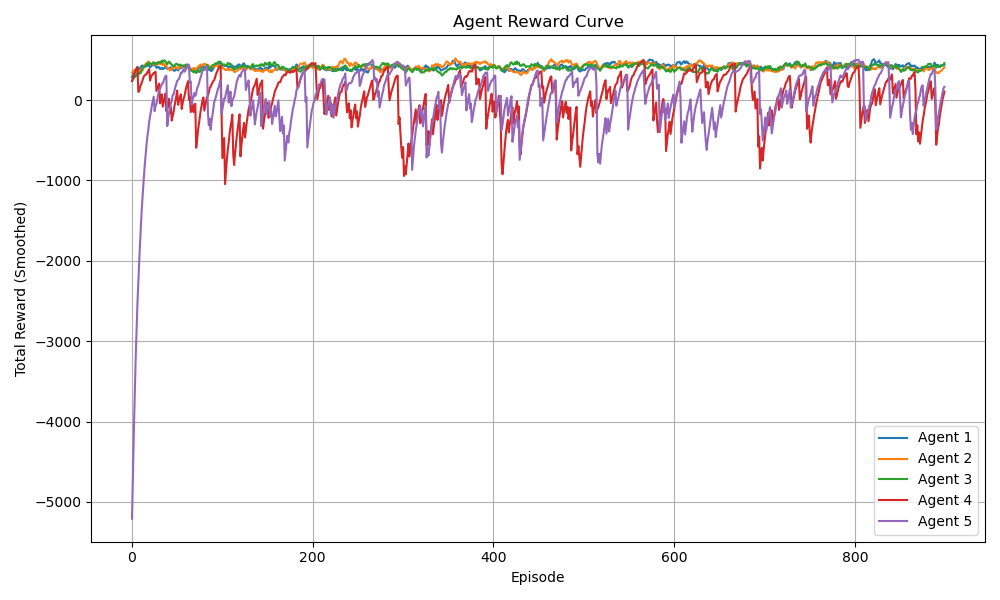 Agent Reward Curve
Total Reward (Smoothed)
0
−1000
−2000
−3000
−4000
−5000
0 200 400 600 800
Episode
Agent 1
Agent 2
Agent 3
Agent 4
Agent 5